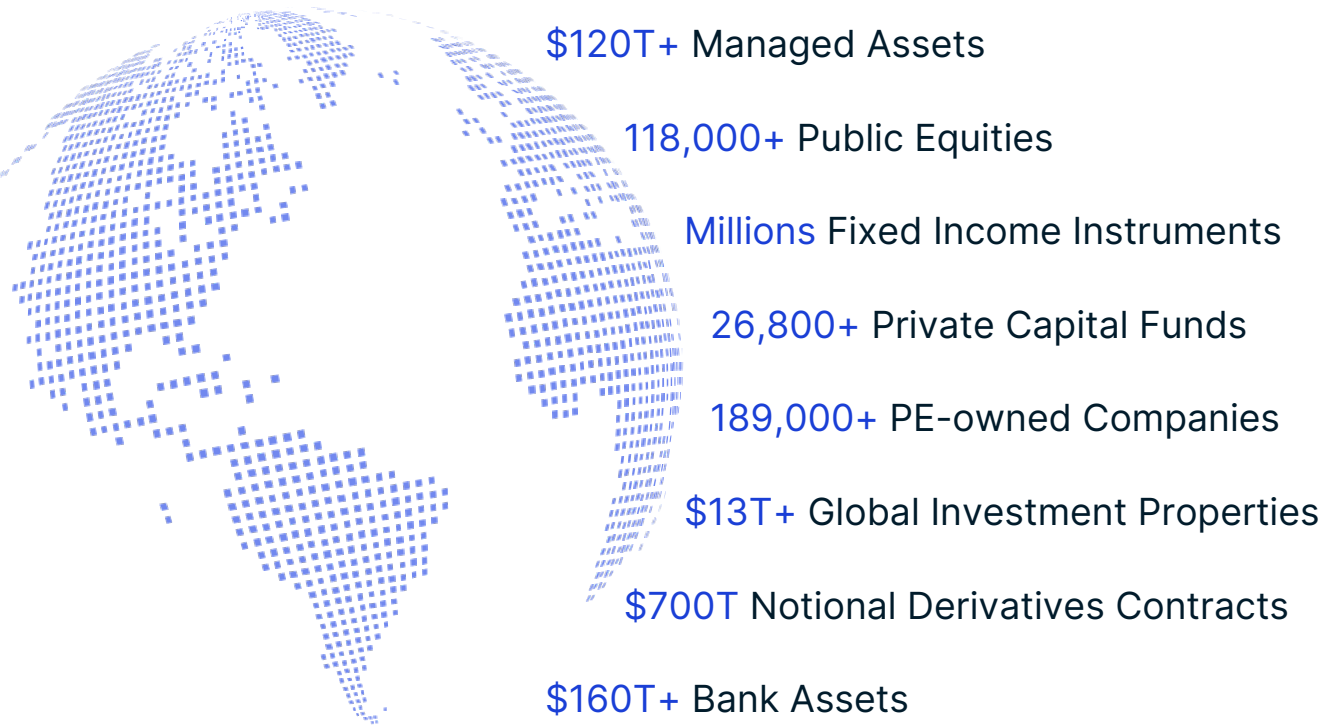 $120T+ Managed Assets
118,000+ Public Equities
Millions Fixed Income Instruments
26,800+ Private Capital Funds
189,000+ PE-owned Companies
$13T+ Global Investment Properties
$700T Notional Derivatives Contracts
$160T+ Bank Assets